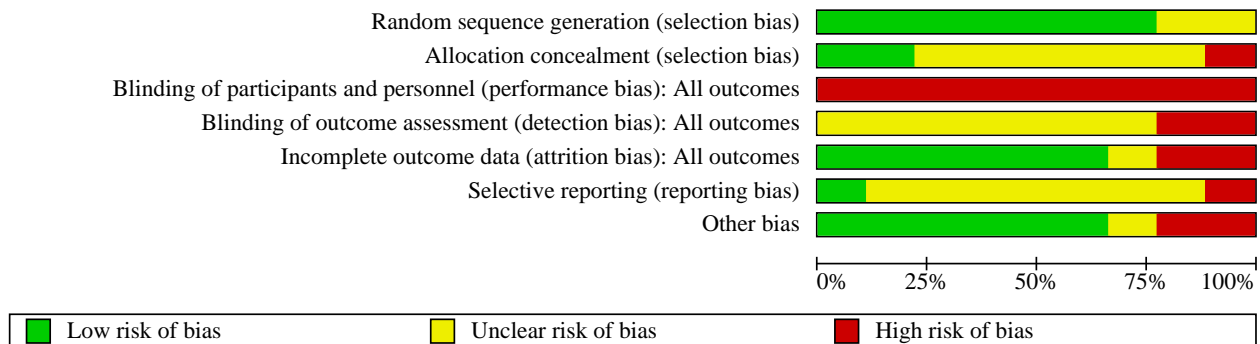 Random sequence generation (selection bias)
Allocation concealment (selection bias)
Blinding of participants and personnel (performance bias): All outcomes
Blinding of outcome assessment (detection bias): All outcomes
Incomplete outcome data (attrition bias): All outcomes
Selective reporting (reporting bias)
Other bias
0% 25% 50% 75% 100%
Low risk of bias Unclear risk of bias High risk of bias